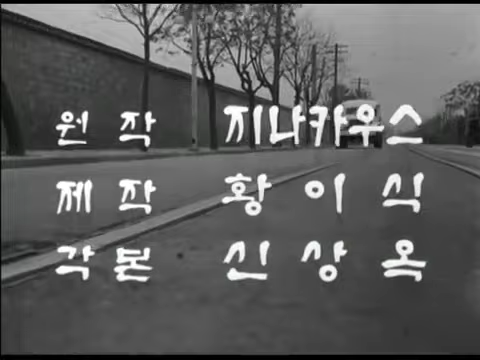 원 작 지나카우스
제 작 황 이 식
각 본 신 상 옥